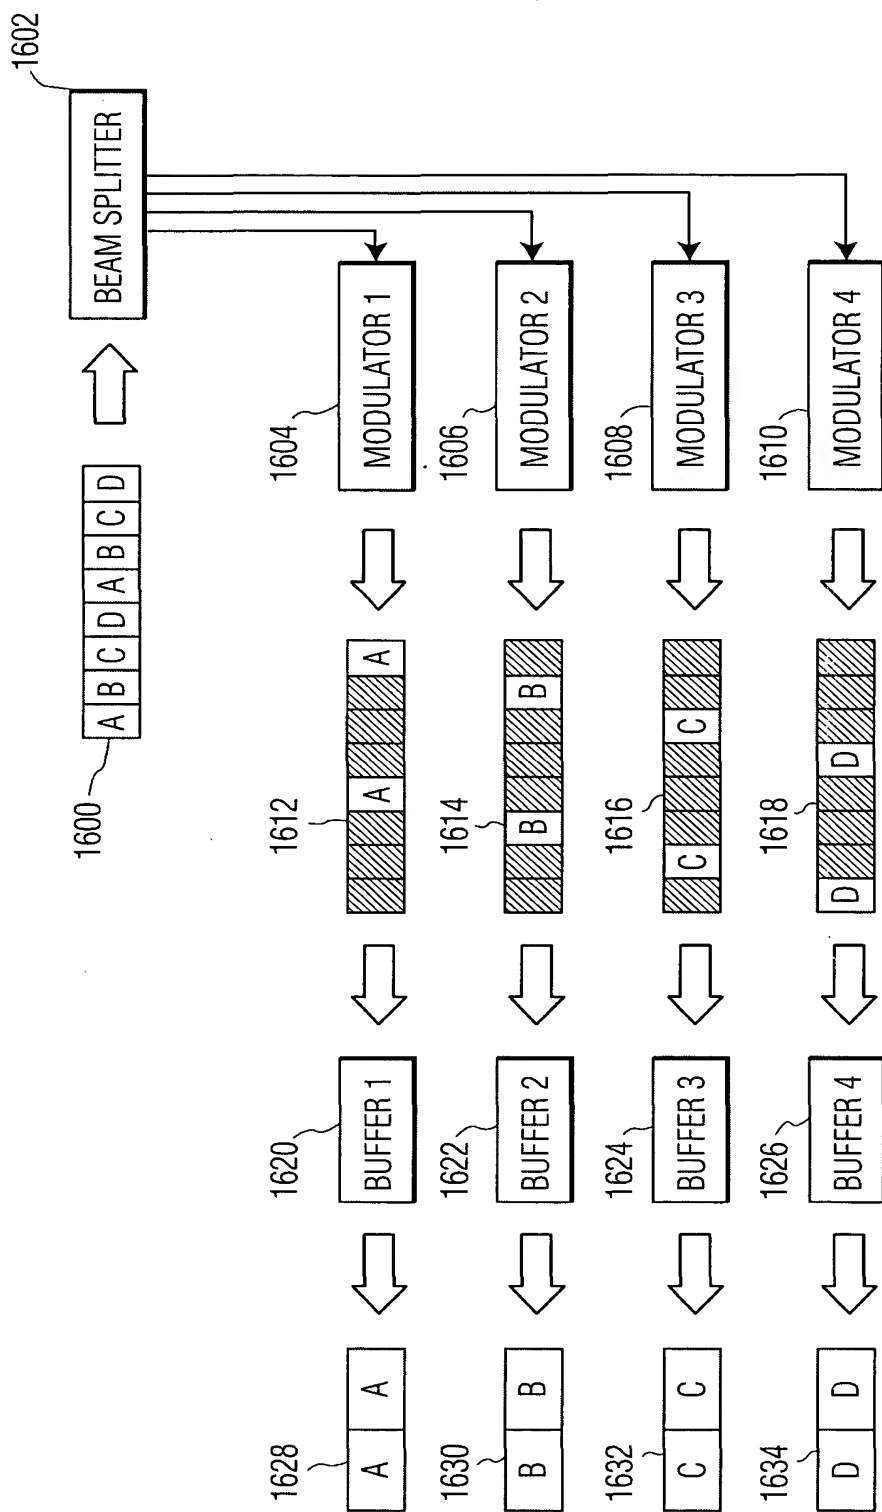 1602
1600
A B C D A B C D
BEAM SPLITTER
1628
1620
1612
1604
A A
BUFFER 1
A A
MODULATOR 1
1630
1622
1614
1606
B B
BUFFER 2
B B
MODULATOR 2
1632
1624
1616
1608
C C
BUFFER 3
C C
MODULATOR 3
1634
1626
1618
1610
D D
BUFFER 4
D D
MODULATOR 4